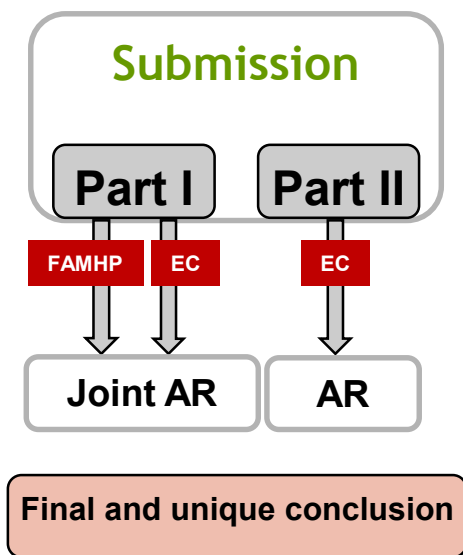 Submission
Part I
Part II
FAMHP
EC
EC
Joint AR
AR
Final and unique conclusion